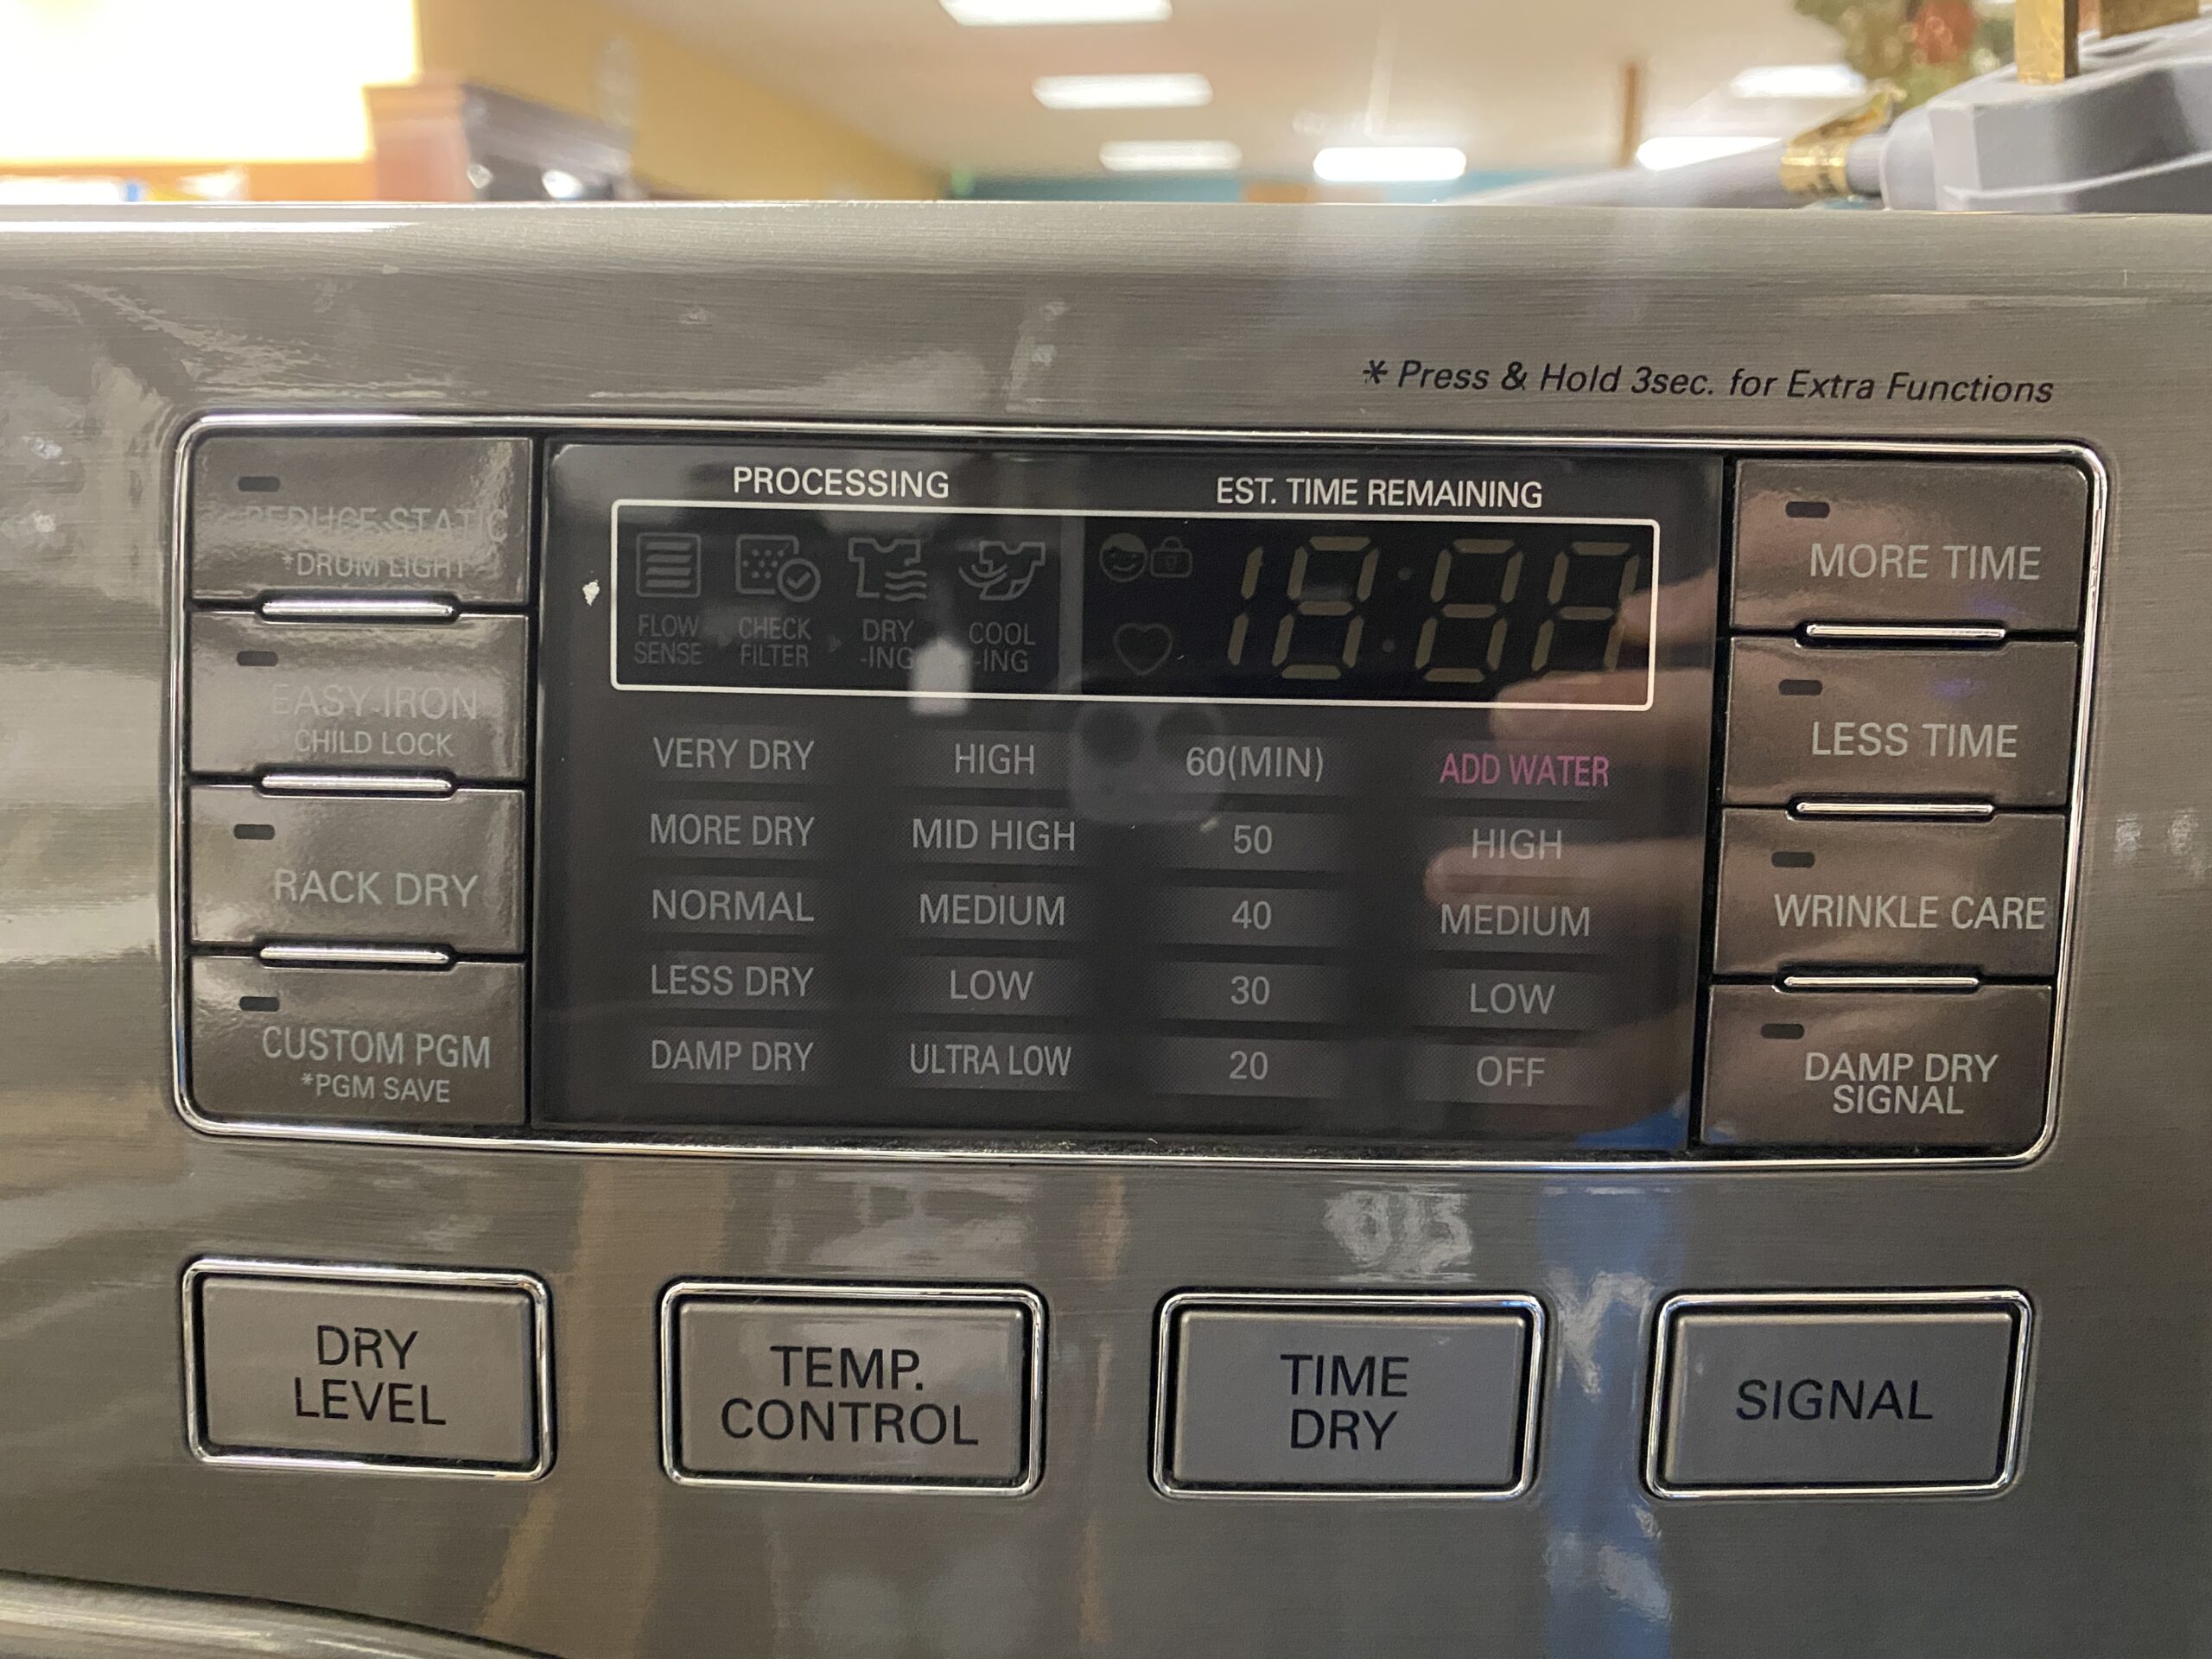 * Press & Hold 3sec. for Extra Functions
REDUCE STATIC
*DRUM LIGHT
EASY IRON
CHILD LOCK
RACK DRY
CUSTOM PGM
*PGM SAVE
PROCESSING
EST. TIME REMAINING
FLOW
SENSE
CHECK
FILTER
DRY
-ING
COOL
-ING
18:8A
VERY DRY
HIGH
60(MIN)
ADD WATER
MORE DRY
MID HIGH
50
HIGH
NORMAL
MEDIUM
40
MEDIUM
LESS DRY
LOW
30
LOW
DAMP DRY
ULTRA LOW
20
OFF
MORE TIME
LESS TIME
WRINKLE CARE
DAMP DRY
SIGNAL
DRY
LEVEL
TEMP.
CONTROL
TIME
DRY
SIGNAL